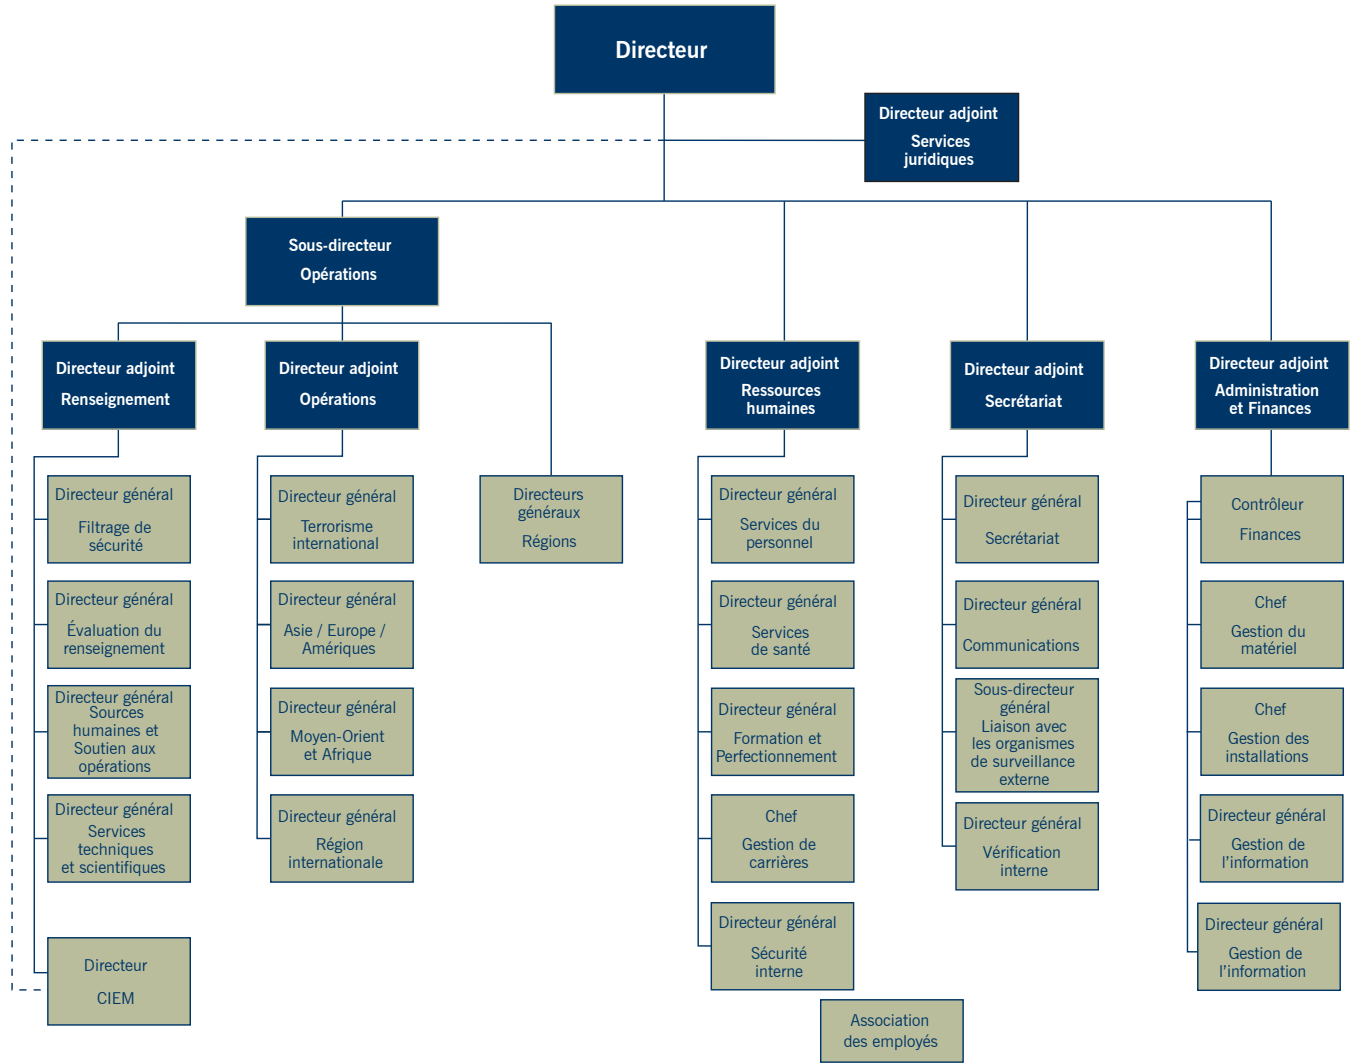 Directeur
Directeur adjoint
Services
juridiques
Sous-directeur
Opérations
Directeur adjoint
Renseignement
Directeur adjoint
Opérations
Directeur adjoint
Ressources
humaines
Directeur adjoint
Secrétariat
Directeur adjoint
Administration
et Finances
Directeur général
Filtrage de
sécurité
Directeur général
Évaluation du
renseignement
Directeur général
Sources
humaines et
Soutien aux
opérations
Directeur général
Services
techniques
et scientifiques
Directeur
CIEM
Directeur général
Terrorisme
international
Directeur général
Asie / Europe /
Amériques
Directeur général
Moyen-Orient
et Afrique
Directeur général
Région
internationale
Directeurs
généraux
Régions
Directeur général
Services du
personnel
Directeur général
Services
de santé
Directeur général
Formation et
Perfectionnement
Chef
Gestion de
carrières
Directeur général
Sécurité
interne
Directeur général
Secrétariat
Directeur général
Communications
Sous-directeur
général
Liaison avec
les organismes
de surveillance
externe
Directeur général
Vérification
interne
Contrôleur
Finances
Chef
Gestion du
matériel
Chef
Gestion des
installations
Directeur général
Gestion de
l'information
Directeur général
Gestion de
l'information
Association
des employés